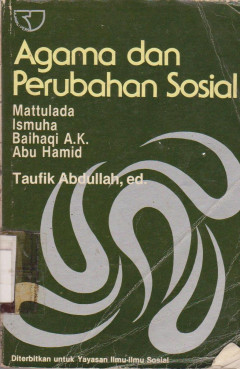 Agama dan
Perubahan Sosial
Mattulada
Ismuha
Baihaqi A.K.
Abu Hamid
Taufik Abdullah, ed.
Diterbitkan untuk Yayasan Ilmu-Ilmu Sosial